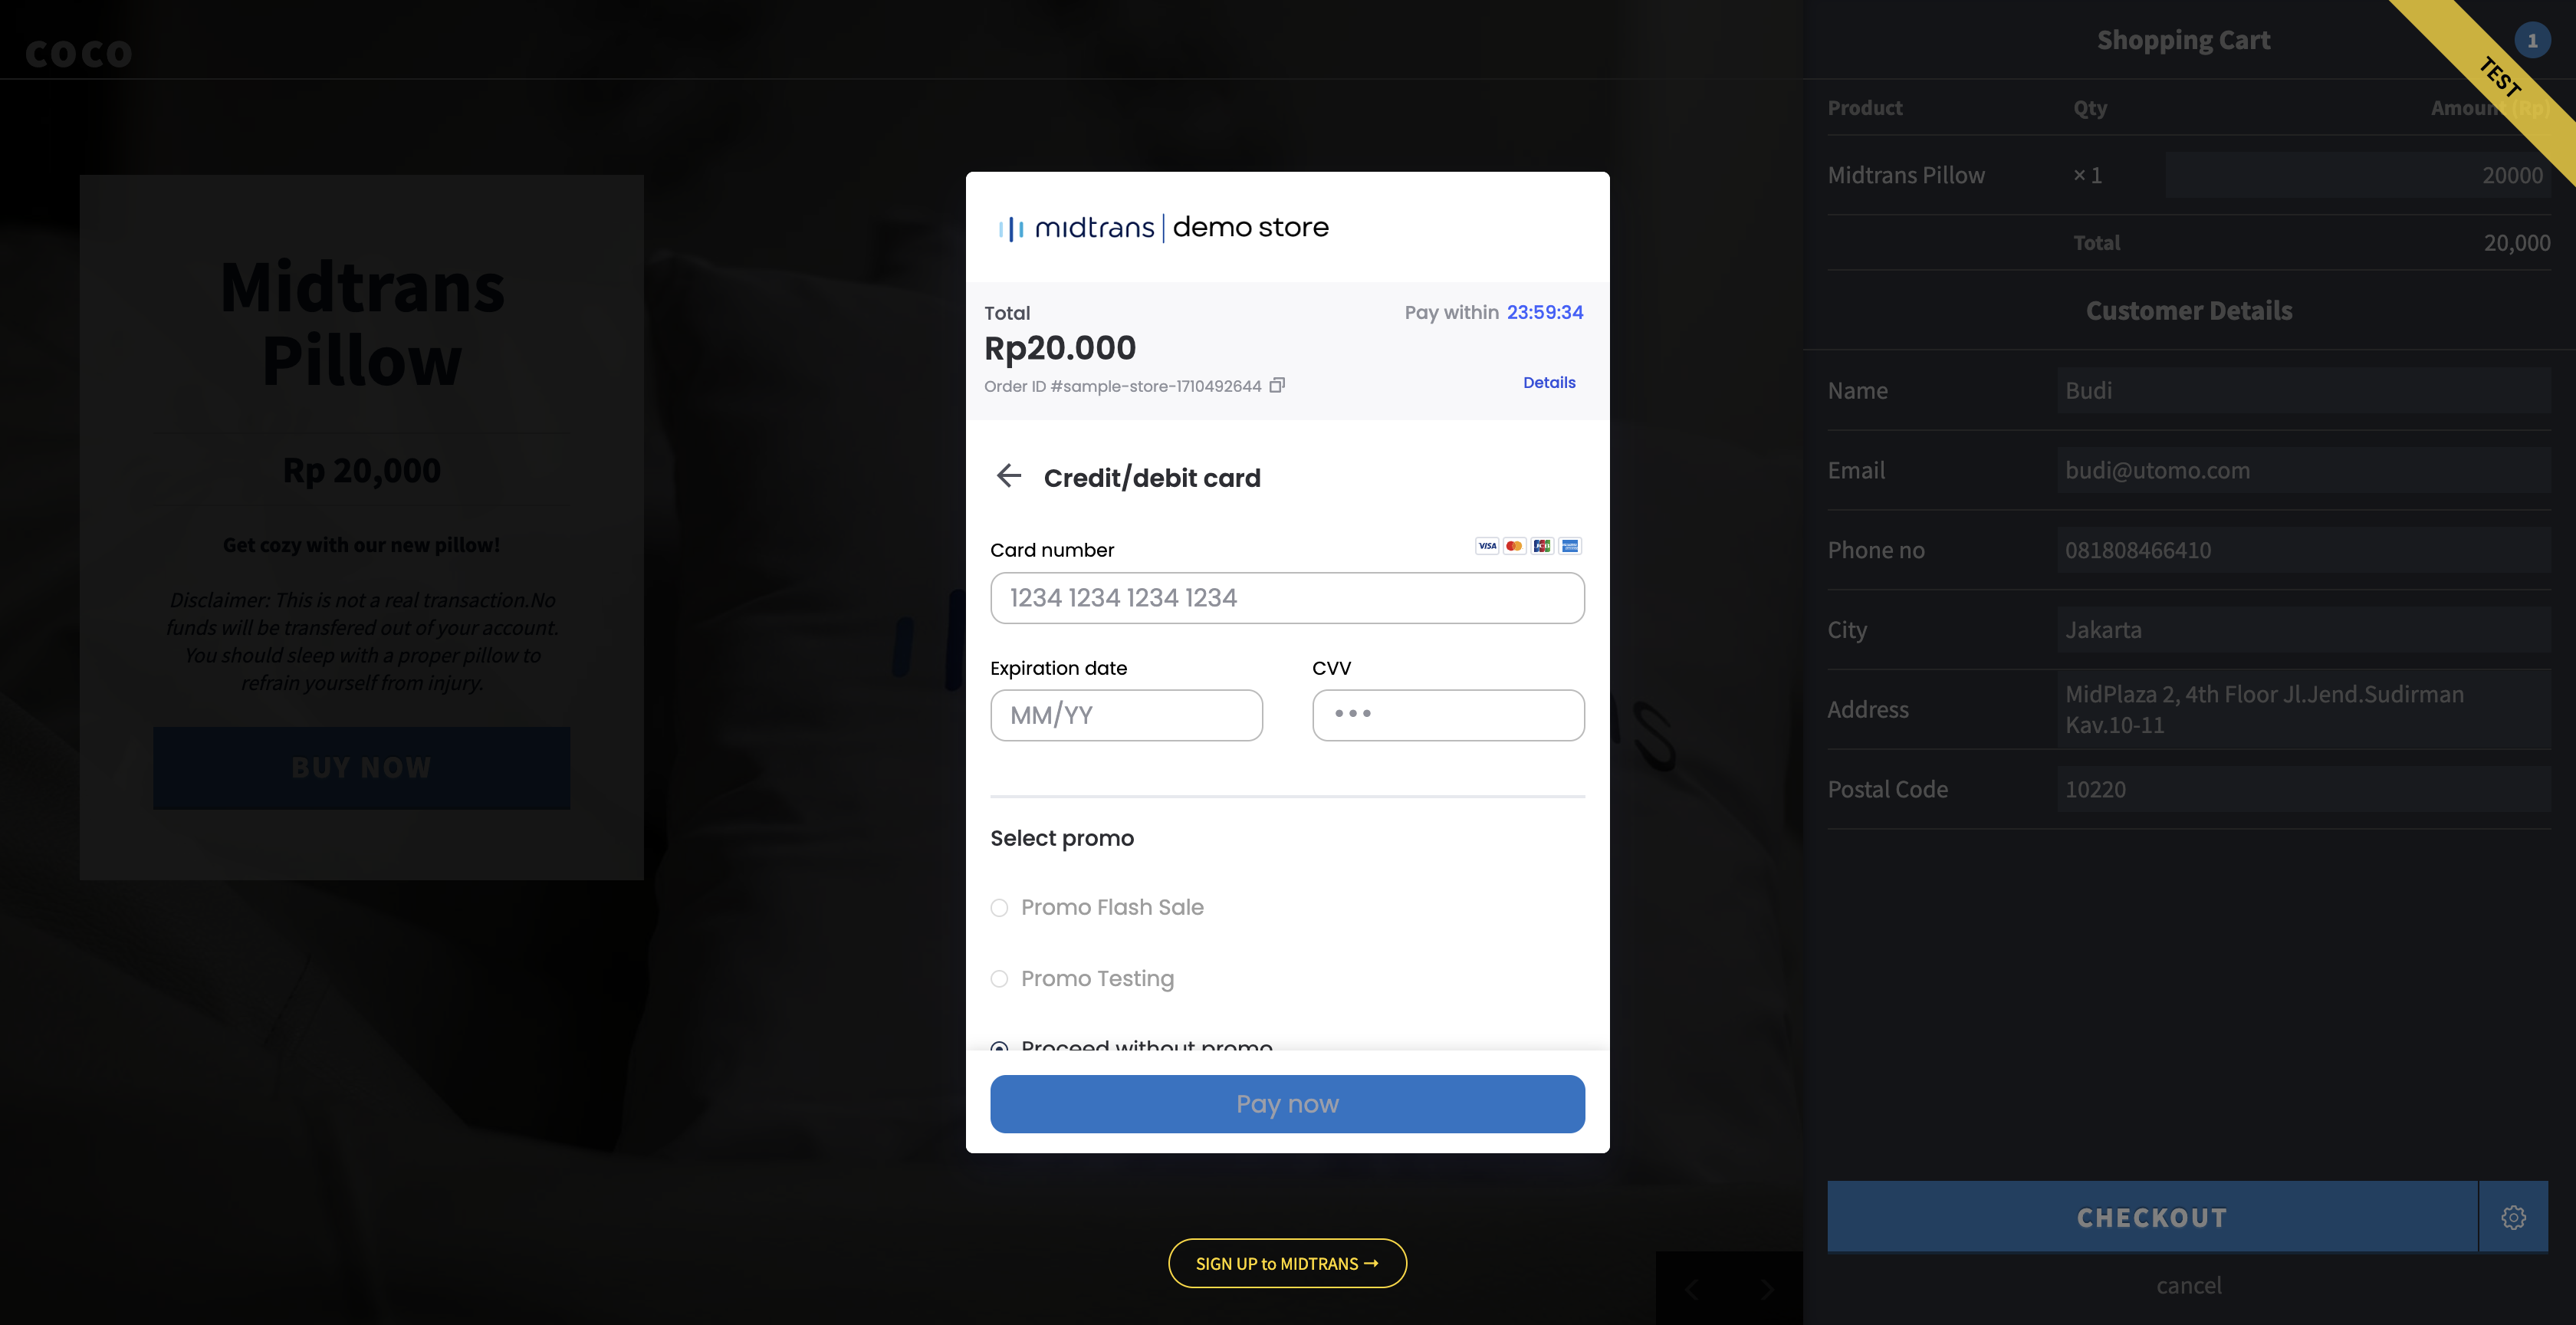 coco
Midtrans
Pillow
Rp 20,000
Get cozy with our new pillow!
Disclaimer: This is not a real transaction.No
funds will be transfered out of your account.
You should sleep with a proper pillow to
refrain yourself from injury.
BUY NOW
midtrans | demo store
Total
Pay within 23:59:34
Rp20.000
Order ID #sample-store-1710492644
Details
Credit/debit card
Card number
VISA
1234 1234 1234 1234
Expiration date
CVV
MM/YY
•••
Select promo
Promo Flash Sale
Promo Testing
Proceed without promo
Pay now
SIGN UP to MIDTRANS →
Shopping Cart
1
TEST
Product Qty Amount (Rp)
Midtrans Pillow × 1 20000
Total 20,000
Customer Details
Name Budi
Email budi@utomo.com
Phone no 081808466410
City Jakarta
Address MidPlaza 2, 4th Floor Jl.Jend.Sudirman
Kav.10-11
Postal Code 10220
CHECKOUT
cancel